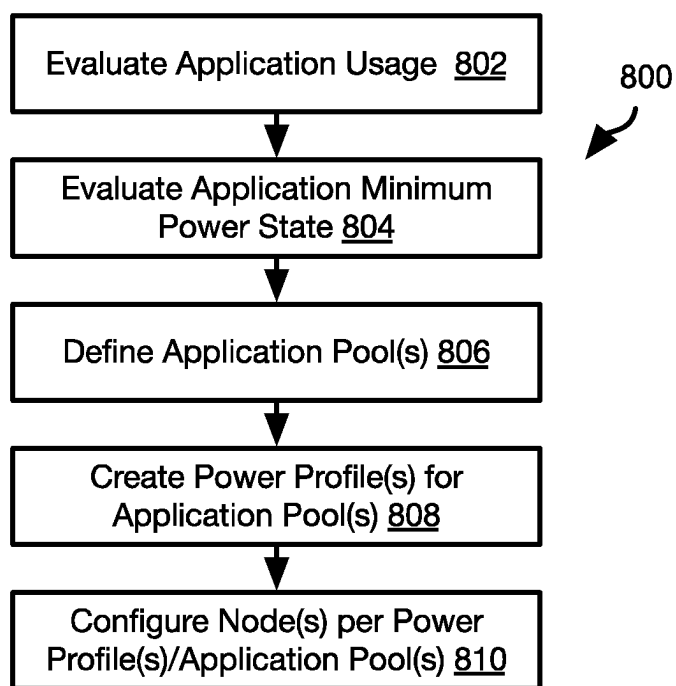 Evaluate Application Usage 802
800
Evaluate Application Minimum
Power State 804
Define Application Pool(s) 806
Create Power Profile(s) for
Application Pool(s) 808
Configure Node(s) per Power
Profile(s)/Application Pool(s) 810